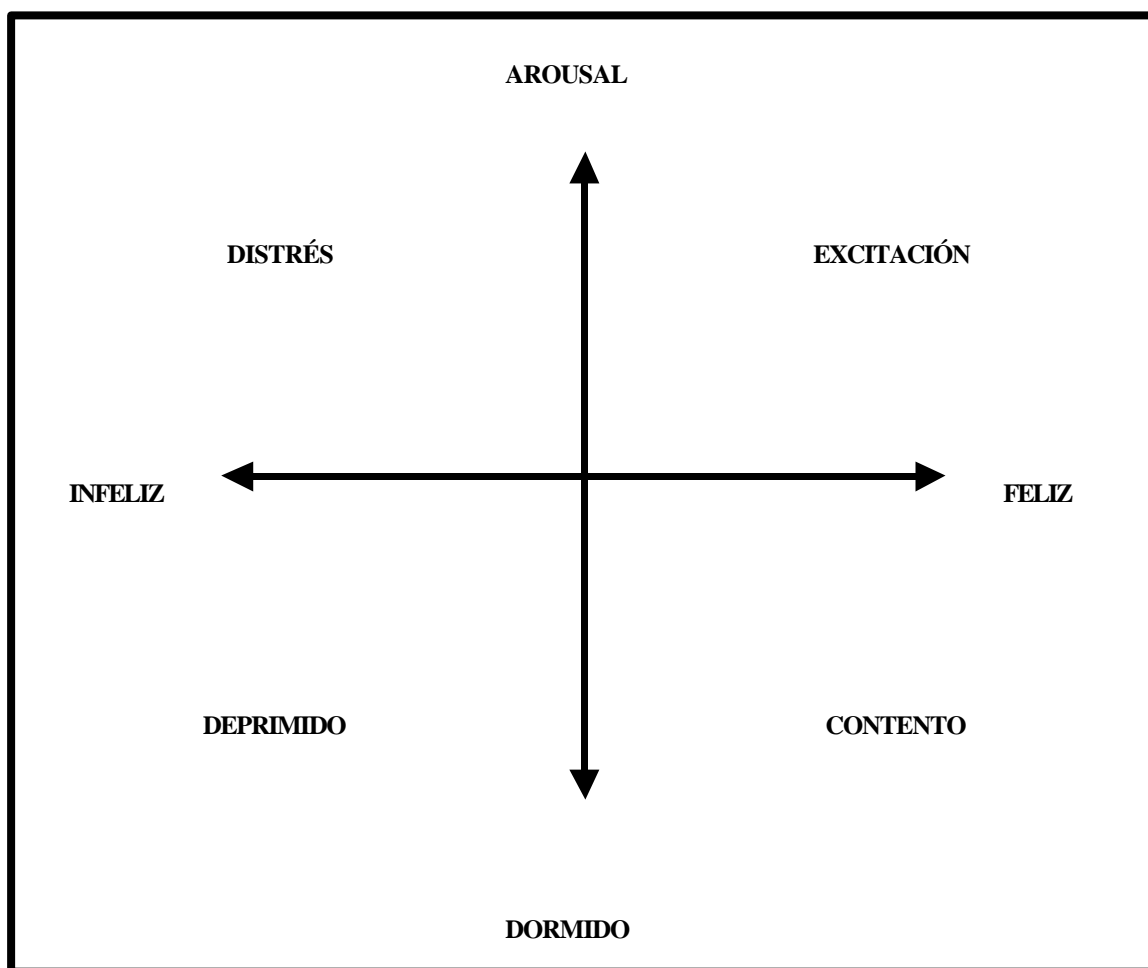 AROUSAL
DISTRÉS
EXCITACIÓN
INFELIZ
FELIZ
DEPRIMIDO
CONTENTO
DORMIDO